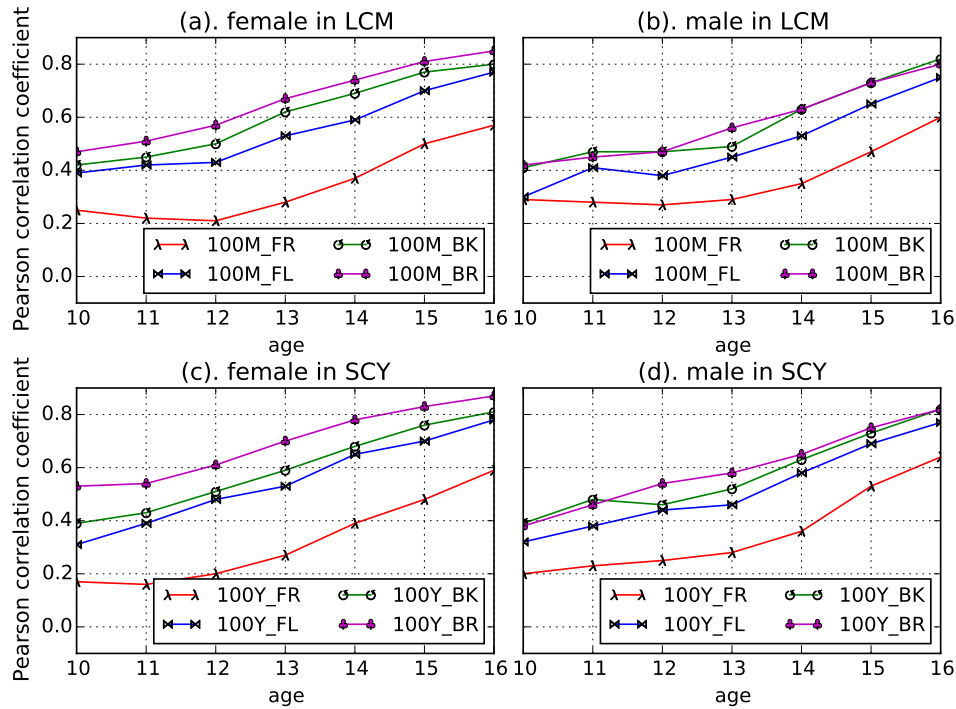 (a). female in LCM
(b). male in LCM
Pearson correlation coefficient
0.8
0.6
0.4
0.2
0.0
100M_FR 100M_BK
100M_FL 100M_BR
100M_FR 100M_BK
100M_FL 100M_BR
10 11 12 13 14 15 16
10 11 12 13 14 15 16
age
age
(c). female in SCY
(d). male in SCY
Pearson correlation coefficient
0.8
0.6
0.4
0.2
0.0
100Y_FR 100Y_BK
100Y_FL 100Y_BR
100Y_FR 100Y_BK
100Y_FL 100Y_BR
10 11 12 13 14 15 16
10 11 12 13 14 15 16
age
age